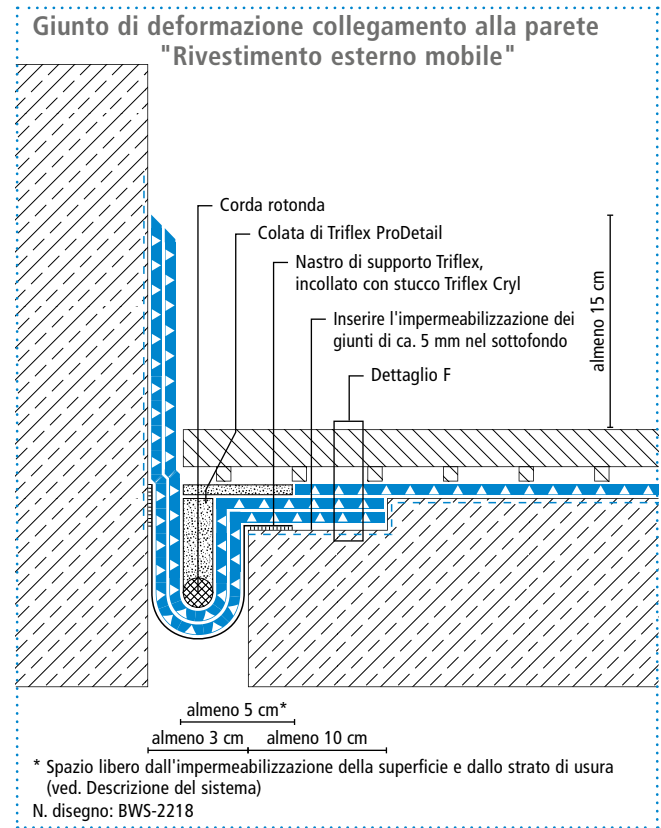 Giunto di deformazione collegamento alla parete
"Rivestimento esterno mobile"
Corda rotonda
Colata di Triflex ProDetail
Nastro di supporto Triflex,
incollato con stucco Triflex Cryl
Inserire l'impermeabilizzazione dei
giunti di ca. 5 mm nel sottofondo
Dettaglio F
almeno 15 cm
almeno 5 cm*
almeno 3 cm
almeno 10 cm
* Spazio libero dall'impermeabilizzazione della superficie e dallo strato di usura
(ved. Descrizione del sistema)
N. disegno: BWS-2218